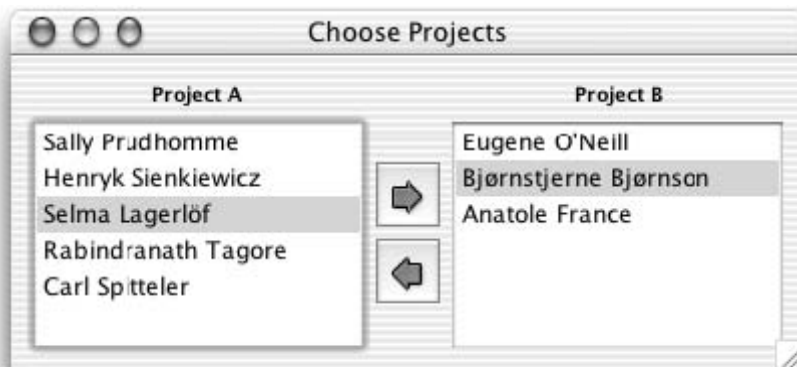 Choose Projects
Project A
Sally Prudhomme
Henryk Sienkiewicz
Selma Lagerlöf
Rabindranath Tagore
Carl Spitteler
Project B
Eugene O'Neill
Bjørnstjerne Bjørnson
Anatole France